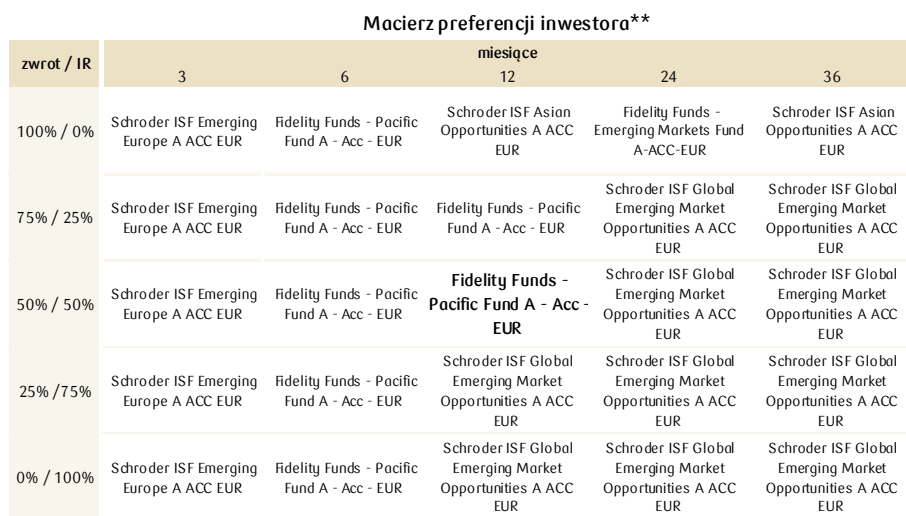 Macierz preferencji inwestora**
zwrot / IR
miesiące
3 6 12 24 36
100% / 0%
Schroder ISF Emerging
Europe A ACC EUR
Fidelity Funds - Pacific
Fund A - Acc - EUR
Schroder ISF Asian
Opportunities A ACC
EUR
Fidelity Funds -
Emerging Markets Fund
A-ACC-EUR
Schroder ISF Asian
Opportunities A ACC
EUR
75% / 25%
Schroder ISF Emerging
Europe A ACC EUR
Fidelity Funds - Pacific
Fund A - Acc - EUR
Fidelity Funds - Pacific
Fund A - Acc - EUR
Schroder ISF Global
Emerging Market
Opportunities A ACC
EUR
Schroder ISF Global
Emerging Market
Opportunities A ACC
EUR
50% / 50%
Schroder ISF Emerging
Europe A ACC EUR
Fidelity Funds - Pacific
Fund A - Acc - EUR
Fidelity Funds -
Pacific Fund A - Acc -
EUR
Schroder ISF Global
Emerging Market
Opportunities A ACC
EUR
Schroder ISF Global
Emerging Market
Opportunities A ACC
EUR
25% /75%
Schroder ISF Emerging
Europe A ACC EUR
Fidelity Funds - Pacific
Fund A - Acc - EUR
Schroder ISF Global
Emerging Market
Opportunities A ACC
EUR
Schroder ISF Global
Emerging Market
Opportunities A ACC
EUR
Schroder ISF Global
Emerging Market
Opportunities A ACC
EUR
0% / 100%
Schroder ISF Emerging
Europe A ACC EUR
Fidelity Funds - Pacific
Fund A - Acc - EUR
Schroder ISF Global
Emerging Market
Opportunities A ACC
EUR
Schroder ISF Global
Emerging Market
Opportunities A ACC
EUR
Schroder ISF Global
Emerging Market
Opportunities A ACC
EUR